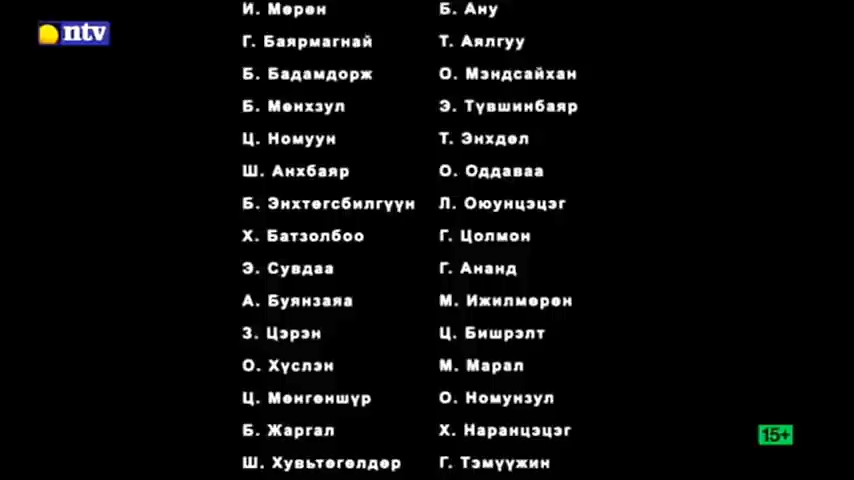 ntv
И. Мөрөн Б. Ану
Г. Баярмагнай Т. Аялгуу
Б. Бадамдорж О. Мэндсайхан
Б. Мөнхзул Э. Түвшинбаяр
Ц. Номуун Т. Энхдөл
Ш. Анхбаяр О. Оддаваа
Б. Энхтөгсбилгүүн Л. Оюунцэцэг
Х. Батзолбоо Г. Цолмон
Э. Сувдаа Г. Ананд
А. Буянзаяа М. Ижилмөрөн
З. Цэрэн Ц. Бишрэлт
О. Хүслэн М. Марал
Ц. Мөнгөншүр О. Номунзул
Б. Жаргал Х. Наранцэцэг
Ш. Хувьтөгөлдөр Г. Тэмүүжин
15+